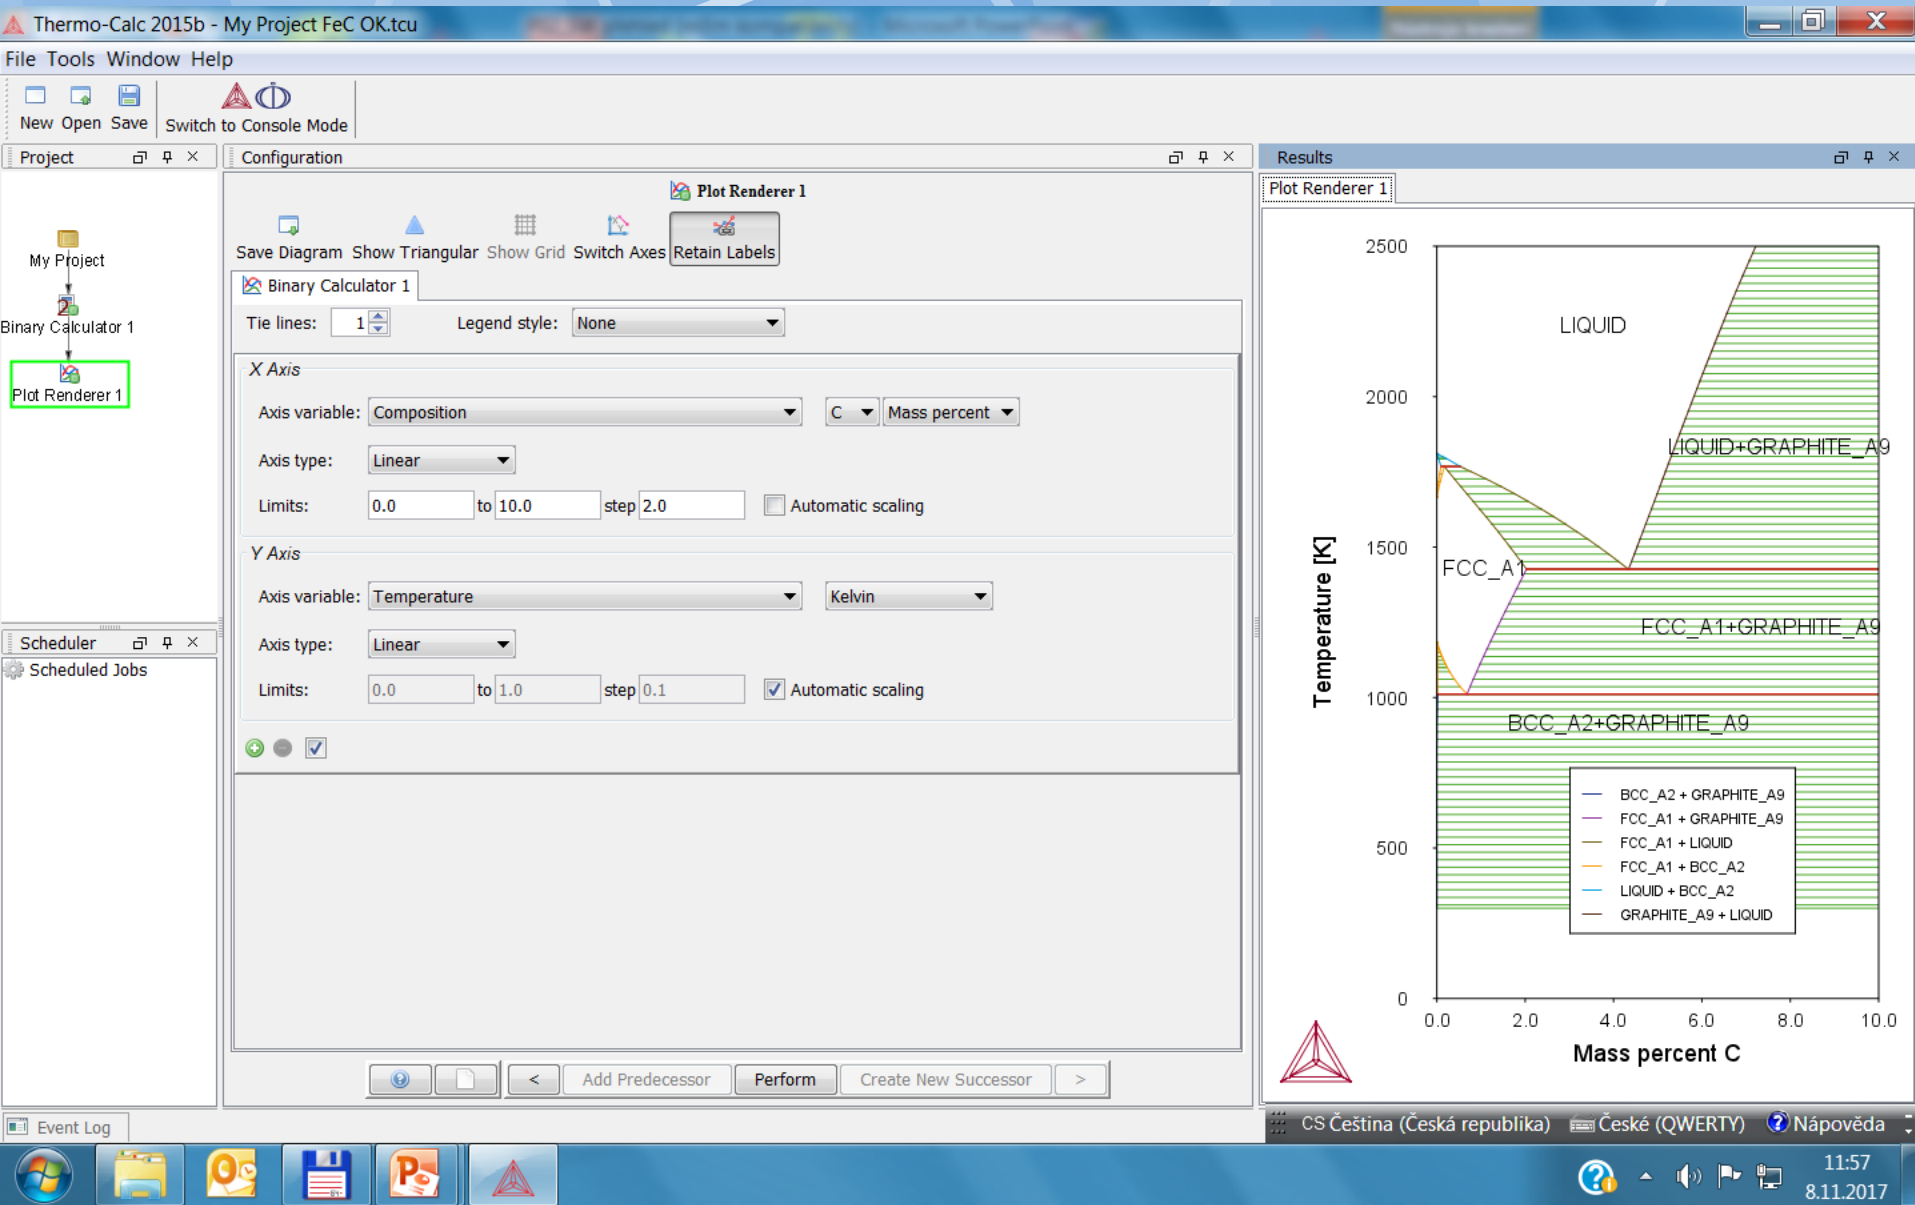 Thermo-Calc 2015b - My Project FeC OK.tcu
File Tools Window Help
New Open Save Switch to Console Mode
Project
My Project
Binary Calculator 1
Plot Renderer 1
Scheduler
Scheduled Jobs
Configuration
Plot Renderer 1
Save Diagram Show Triangular Show Grid Switch Axes Retain Labels
Binary Calculator 1
Tie lines: 1 Legend style: None
X Axis
Axis variable: Composition C Mass percent
Axis type: Linear
Limits: 0.0 to 10.0 step 2.0 Automatic scaling
Y Axis
Axis variable: Temperature Kelvin
Axis type: Linear
Limits: 0.0 to 1.0 step 0.1 Automatic scaling
< Add Predecessor Perform Create New Successor >
Results
Plot Renderer 1
2500
2000
1500
1000
500
0
Temperature [K]
LIQUID
LIQUID+GRAPHITE_A9
FCC_A1
FCC_A1+GRAPHITE_A9
BCC_A2+GRAPHITE_A9
BCC_A2 + GRAPHITE_A9
FCC_A1 + GRAPHITE_A9
FCC_A1 + LIQUID
FCC_A1 + BCC_A2
LIQUID + BCC_A2
GRAPHITE_A9 + LIQUID
0.0 2.0 4.0 6.0 8.0 10.0
Mass percent C
Event Log
CS Čeština (Česká republika) České (QWERTY) Nápověda
11:57
8.11.2017